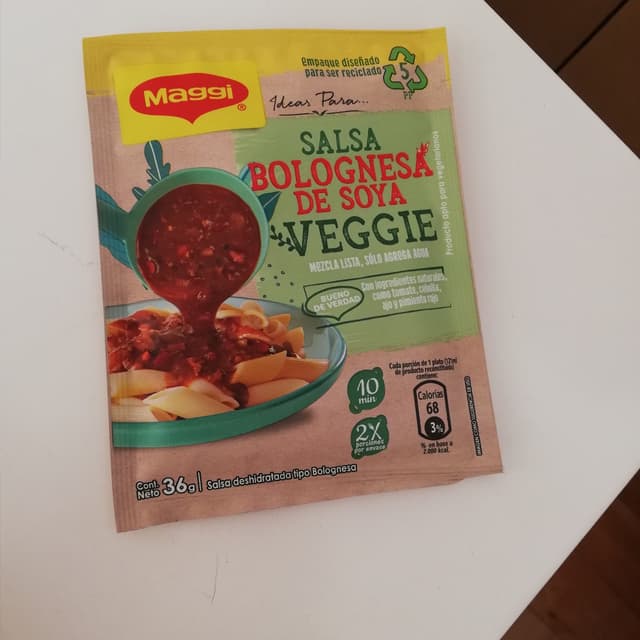 Empaque diseñado
para ser reciclado
5
PP
Maggi®
Ideas Para...
SALSA
BOLOGNESA
DE SOYA
VEGGIE
MEZCLA LISTA, SÓLO AGREGA AGUA
Producto apto para vegetarianos
BUENO
DE VERDAD
Con ingredientes naturales,
como tomate, cebolla,
ajo y pimienta rojo
10
min
2X
porciones
por envase
Cada porción de 1 plato
de producto reconstituido
contiene:
Calorías
68
3%
% en base a
2.000 kcal.
Cont.
Neto 36g
Salsa deshidratada tipo Bolognesa